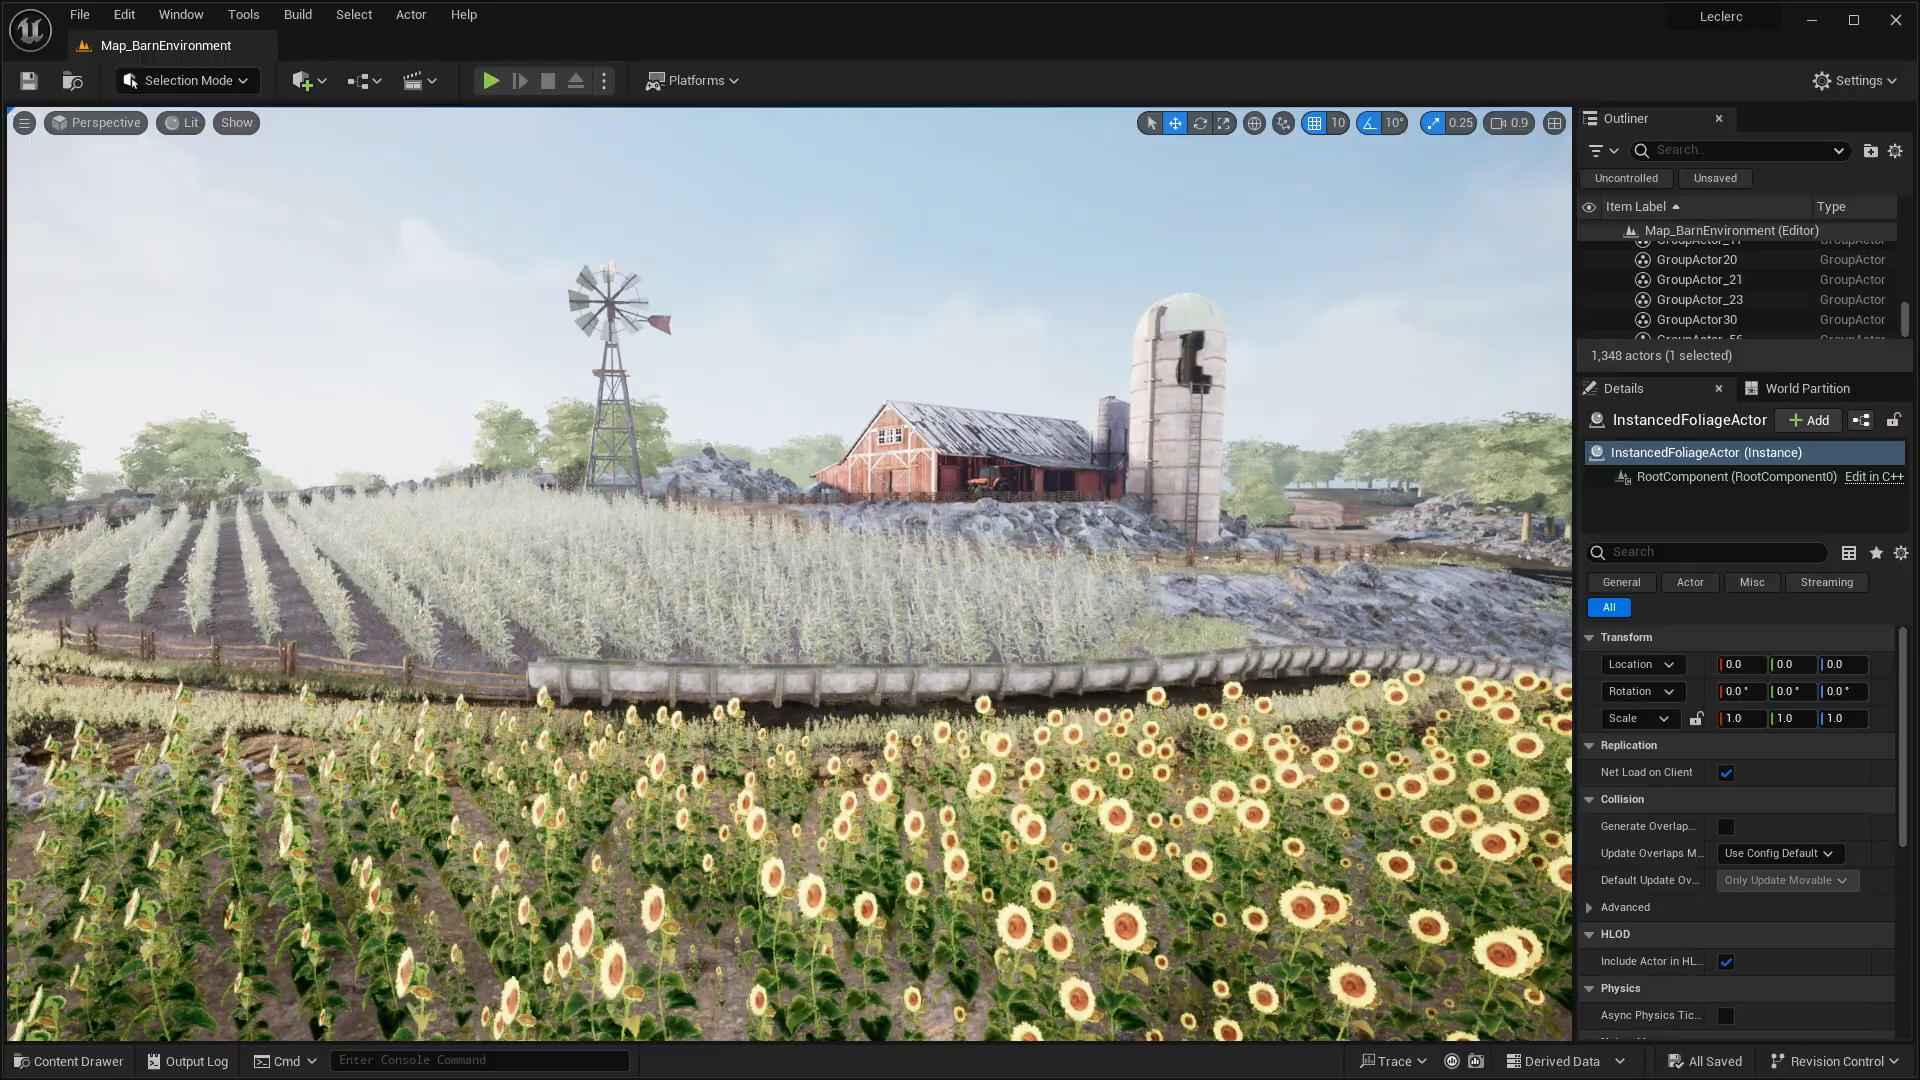 File Edit Window Tools Build Select Actor Help
Leclerc
Map_BarnEnvironment
Selection Mode
Platforms
Settings
Perspective Lit Show
10 10° 0.25 0.9
Outliner
Search...
Uncontrolled Unsaved
Item Label Type
Map_BarnEnvironment (Editor)
GroupActor20 GroupActor
GroupActor_21 GroupActor
GroupActor_23 GroupActor
GroupActor30 GroupActor
1,348 actors (1 selected)
Details World Partition
InstancedFoliageActor Add
InstancedFoliageActor (Instance)
RootComponent (RootComponent0) Edit in C++
Search
General Actor Misc Streaming
All
Transform
Location 0.0 0.0 0.0
Rotation 0.0 ° 0.0 ° 0.0 °
Scale 1.0 1.0 1.0
Replication
Net Load on Client
Collision
Generate Overlap...
Update Overlaps M... Use Config Default
Default Update Ov... Only Update Movable
Advanced
HLOD
Include Actor in HL...
Physics
Async Physics Tic...
Content Drawer Output Log Cmd Enter Console Command Trace Derived Data All Saved Revision Control